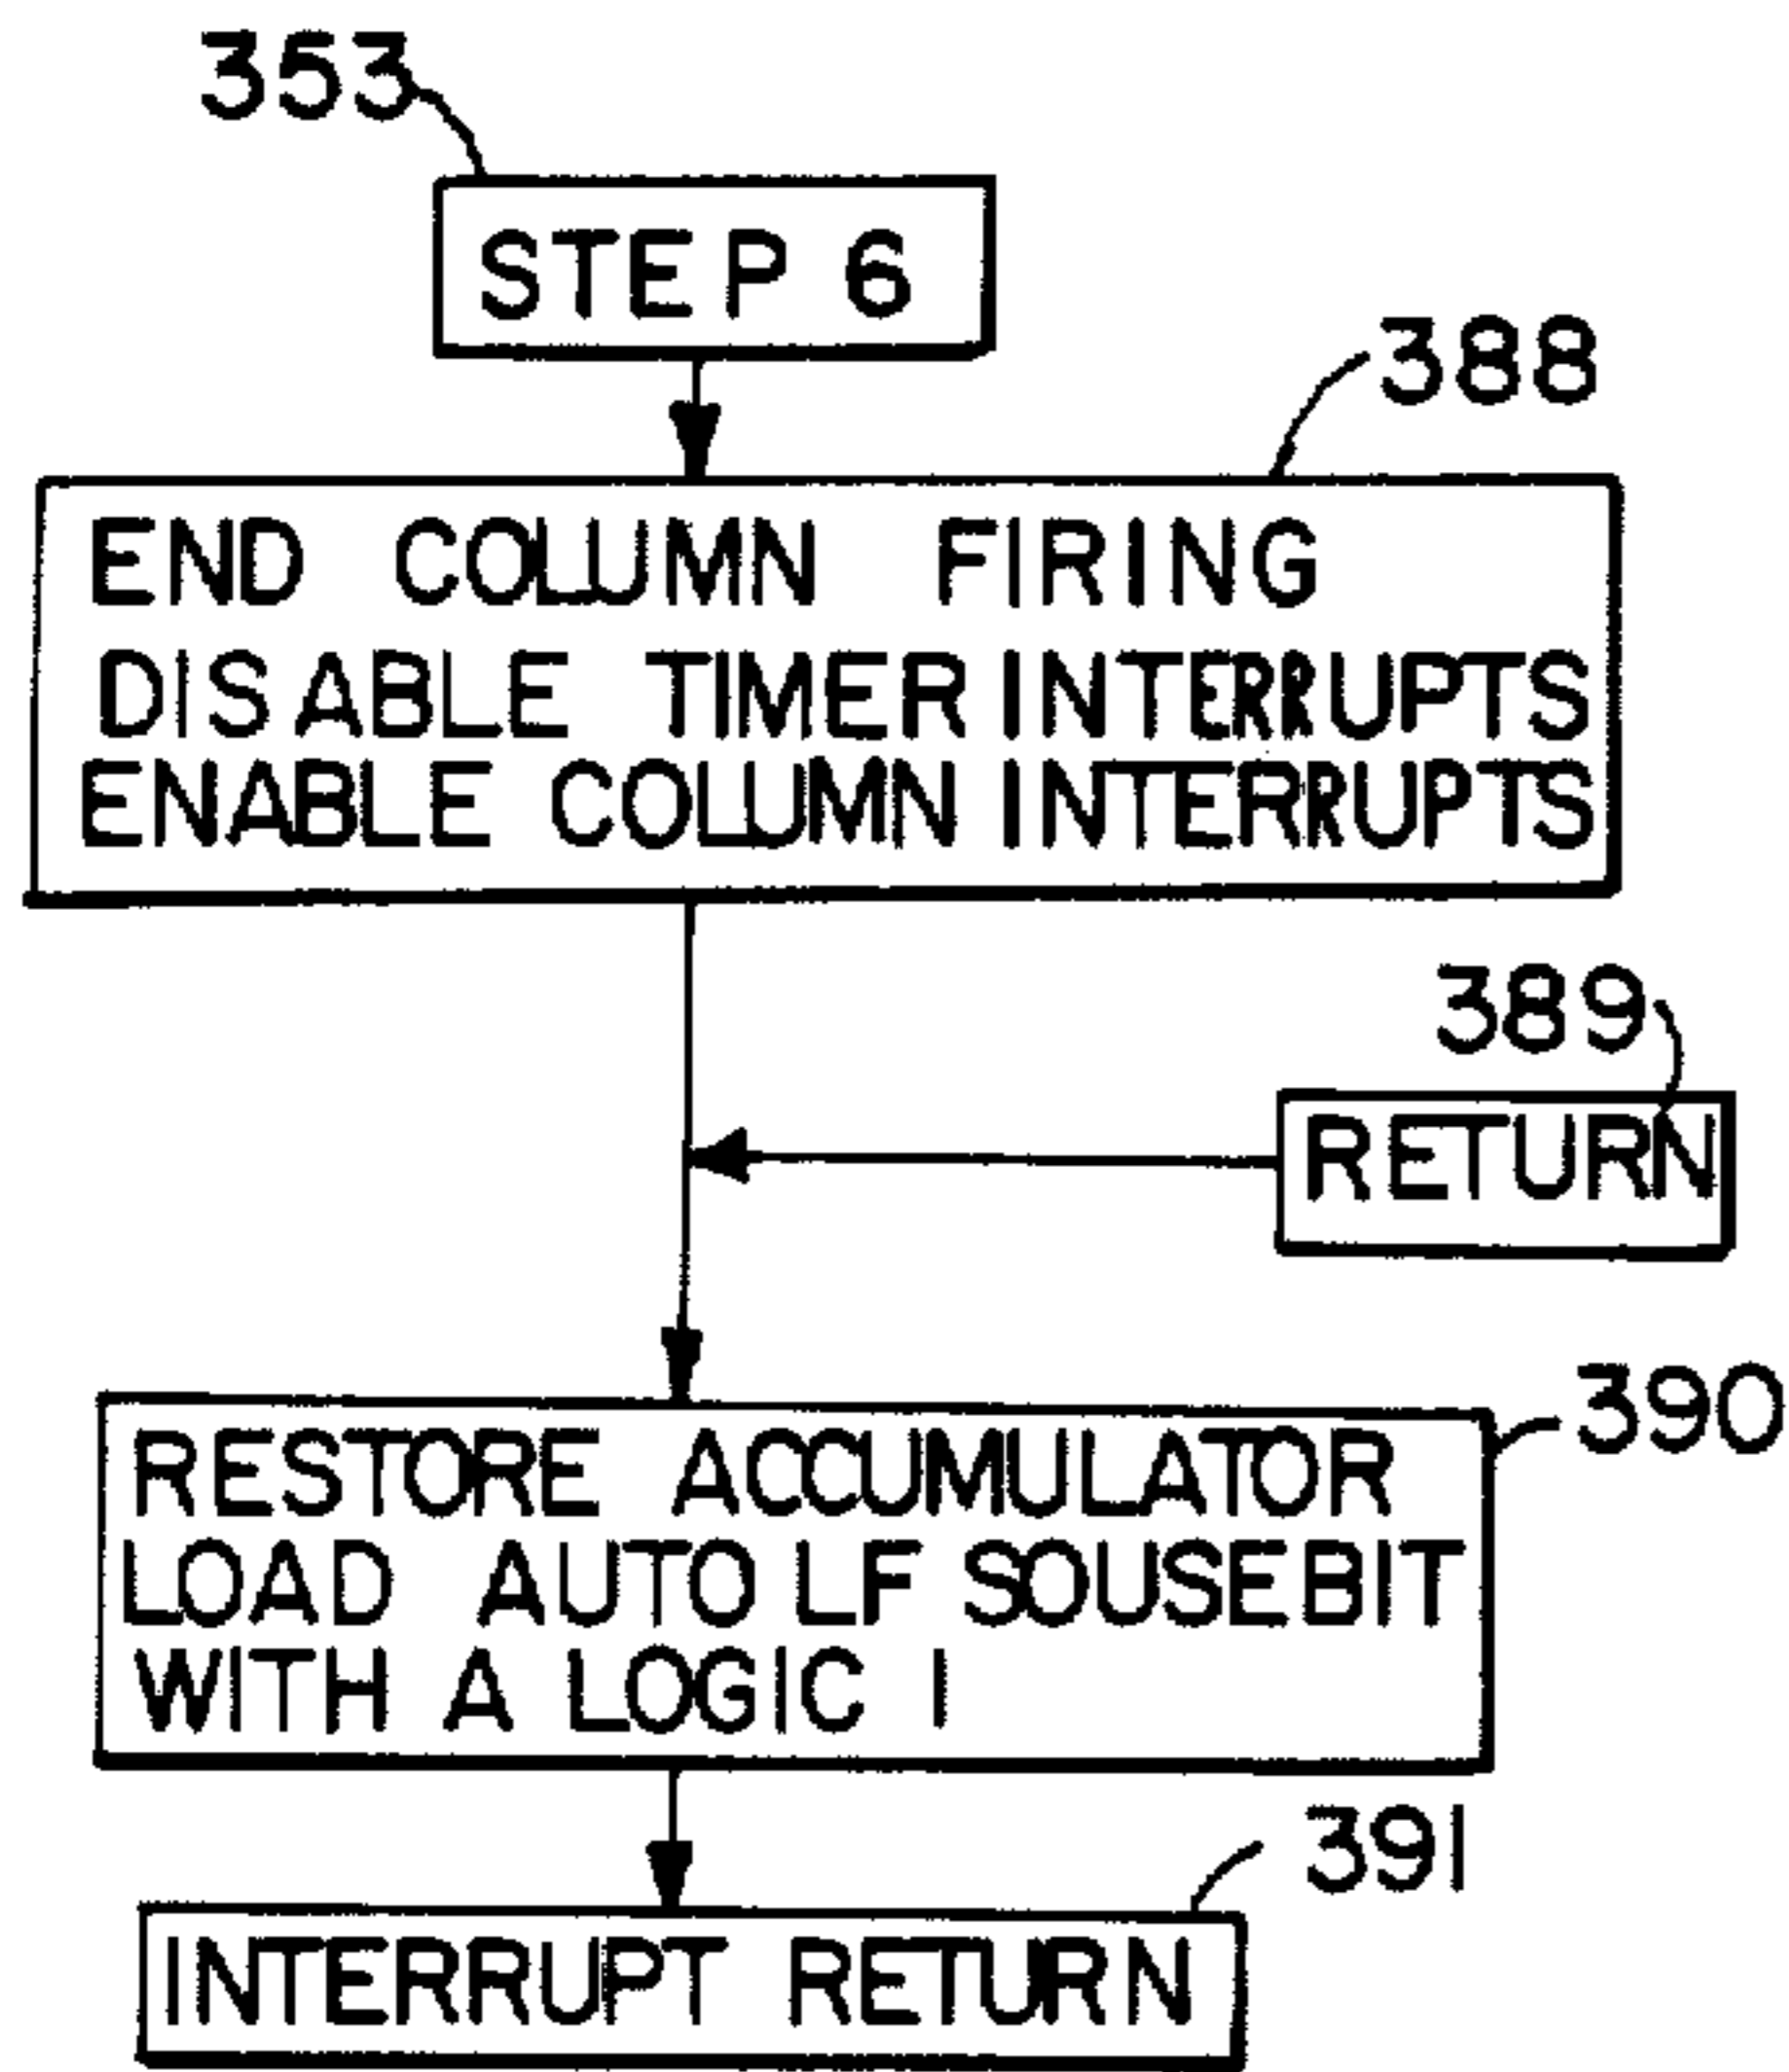 353
STEP 6
388
END COLUMN FIRING
DISABLE TIMER INTERRUPTS
ENABLE COLUMN INTERRUPTS
389
RETURN
390
RESTORE ACCUMULATOR
LOAD AUTO LF SOUSEBIT
WITH A LOGIC 1
391
INTERRUPT RETURN